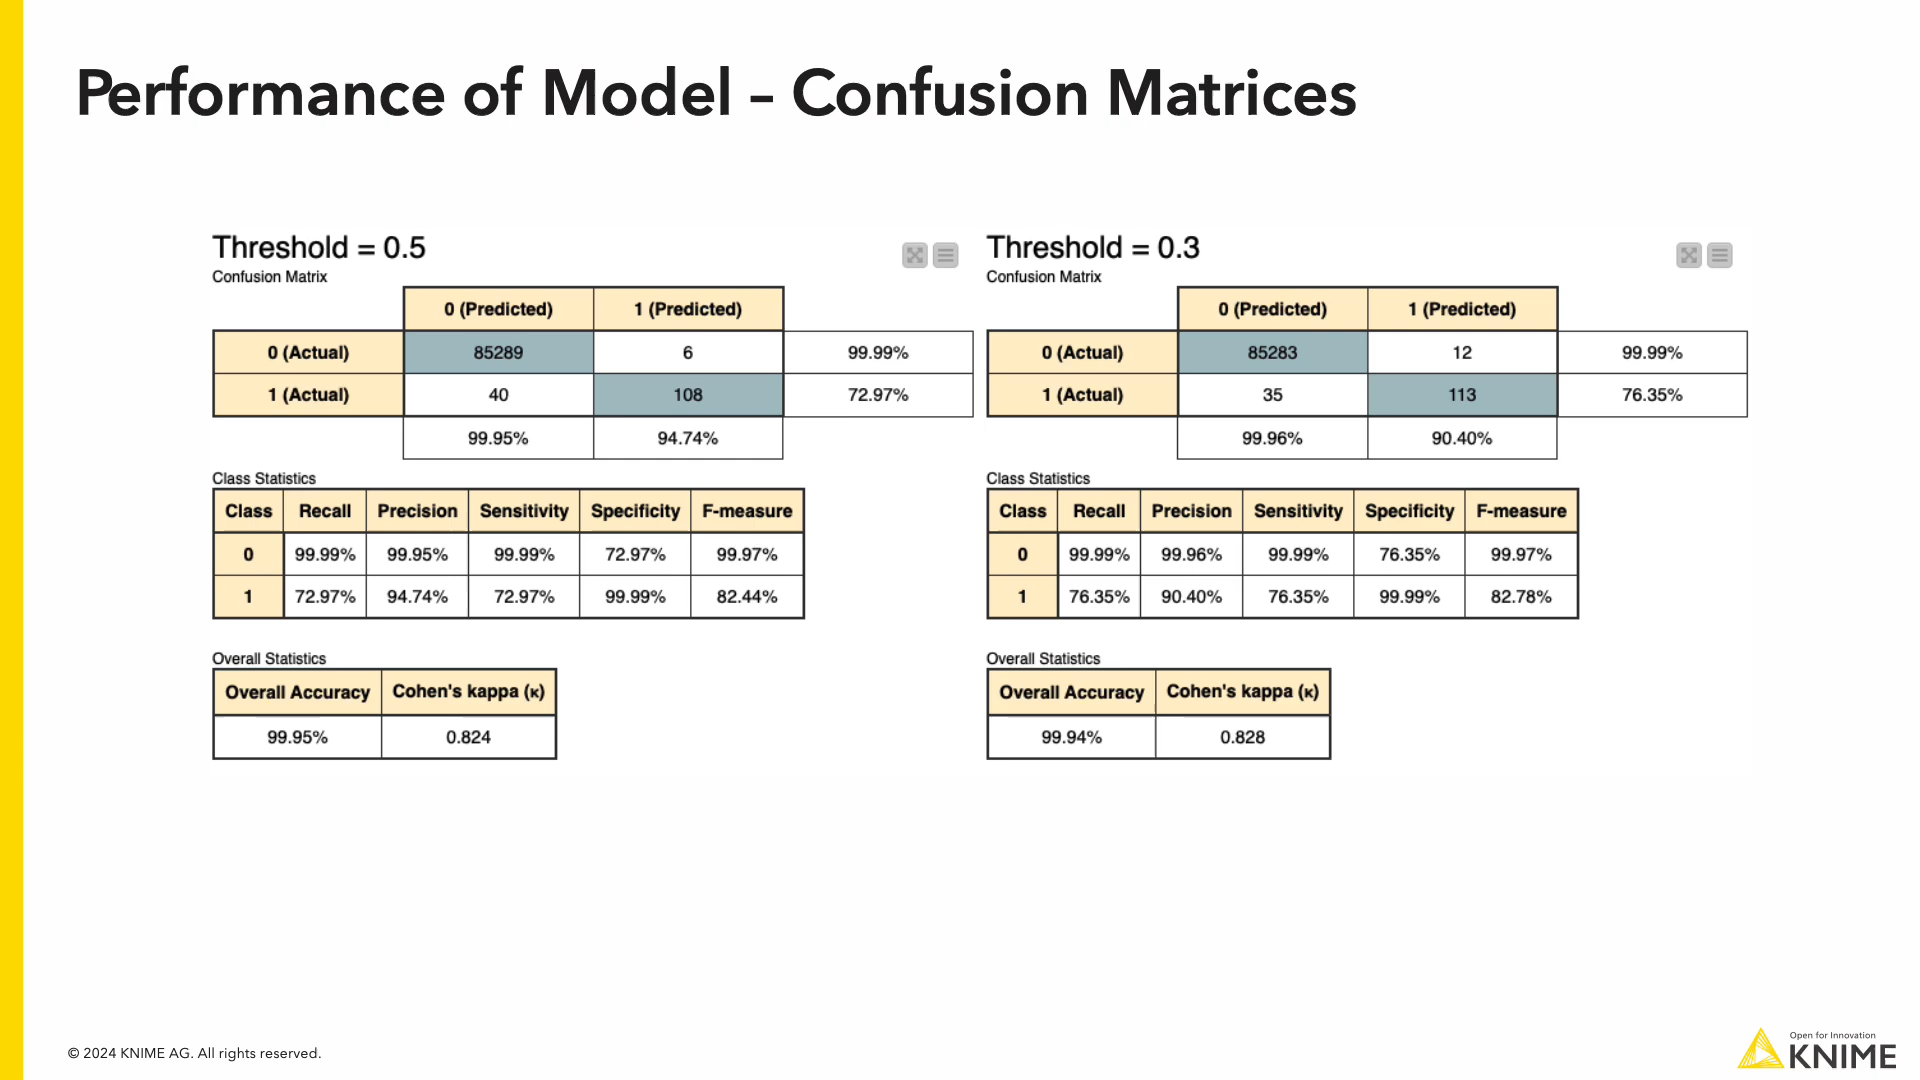 Performance of Model – Confusion Matrices
Threshold = 0.5
Confusion Matrix
0 (Predicted) 1 (Predicted)
0 (Actual) 85289 6 99.99%
1 (Actual) 40 108 72.97%
99.95% 94.74%
Class Statistics
Class Recall Precision Sensitivity Specificity F-measure
0 99.99% 99.95% 99.99% 72.97% 99.97%
1 72.97% 94.74% 72.97% 99.99% 82.44%
Overall Statistics
Overall Accuracy Cohen's kappa (κ)
99.95% 0.824
Threshold = 0.3
Confusion Matrix
0 (Predicted) 1 (Predicted)
0 (Actual) 85283 12 99.99%
1 (Actual) 35 113 76.35%
99.96% 90.40%
Class Statistics
Class Recall Precision Sensitivity Specificity F-measure
0 99.99% 99.96% 99.99% 76.35% 99.97%
1 76.35% 90.40% 76.35% 99.99% 82.78%
Overall Statistics
Overall Accuracy Cohen's kappa (κ)
99.94% 0.828
© 2024 KNIME AG. All rights reserved.
Open for Innovation
KNIME